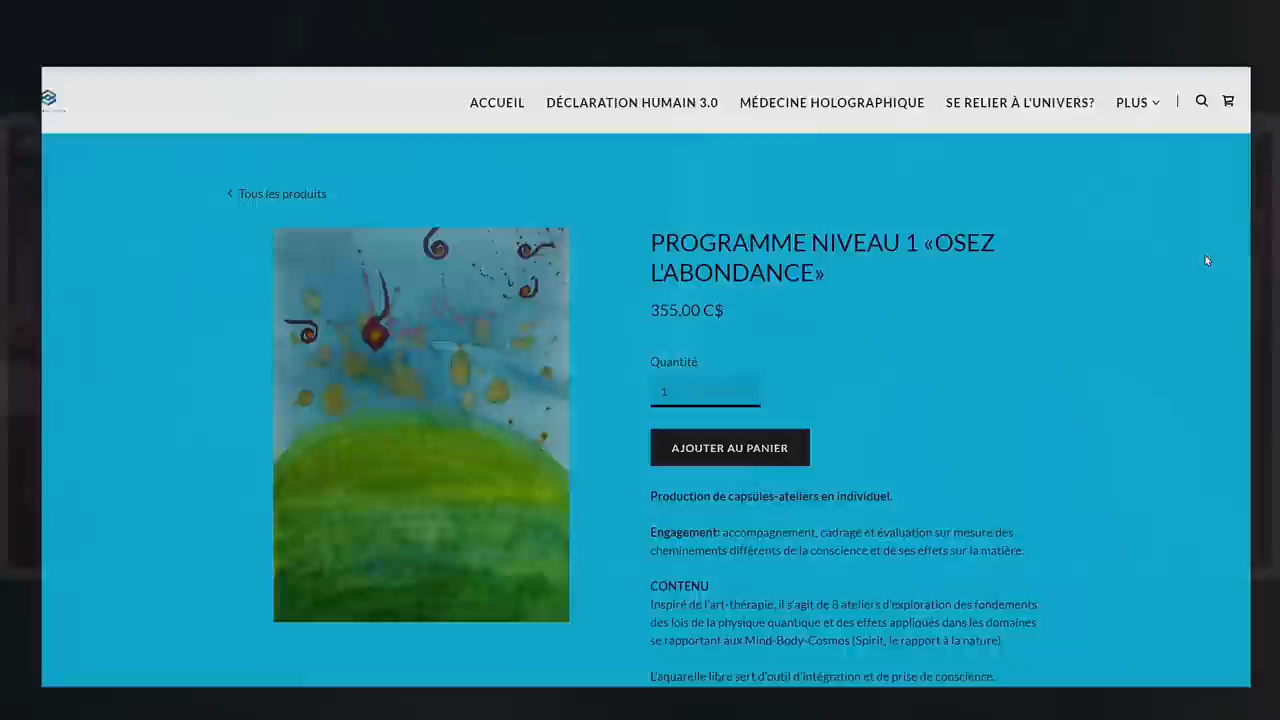 ACCUEIL DÉCLARATION HUMAIN 3.0 MÉDECINE HOLOGRAPHIQUE SE RELIER À L'UNIVERS? PLUS
Tous les produits
PROGRAMME NIVEAU 1 «OSEZ
L'ABONDANCE»
355.00 C$
Quantité
1
AJOUTER AU PANIER
Production de capsules-ateliers en individuel.
Engagement: accompagnement, cadrage et évaluation sur mesure des
cheminements différents de la conscience et de ses effets sur la matière.
CONTENU
Inspiré de l'art-thérapie, il s'agit de 8 ateliers d'exploration des fondements
des lois de la physique quantique et des effets appliqués dans les domaines
se rapportant aux Mind-Body-Cosmos (Spirit, le rapport à la nature)
L'aquarelle libre sert d'outil d'intégration et de prise de conscience.